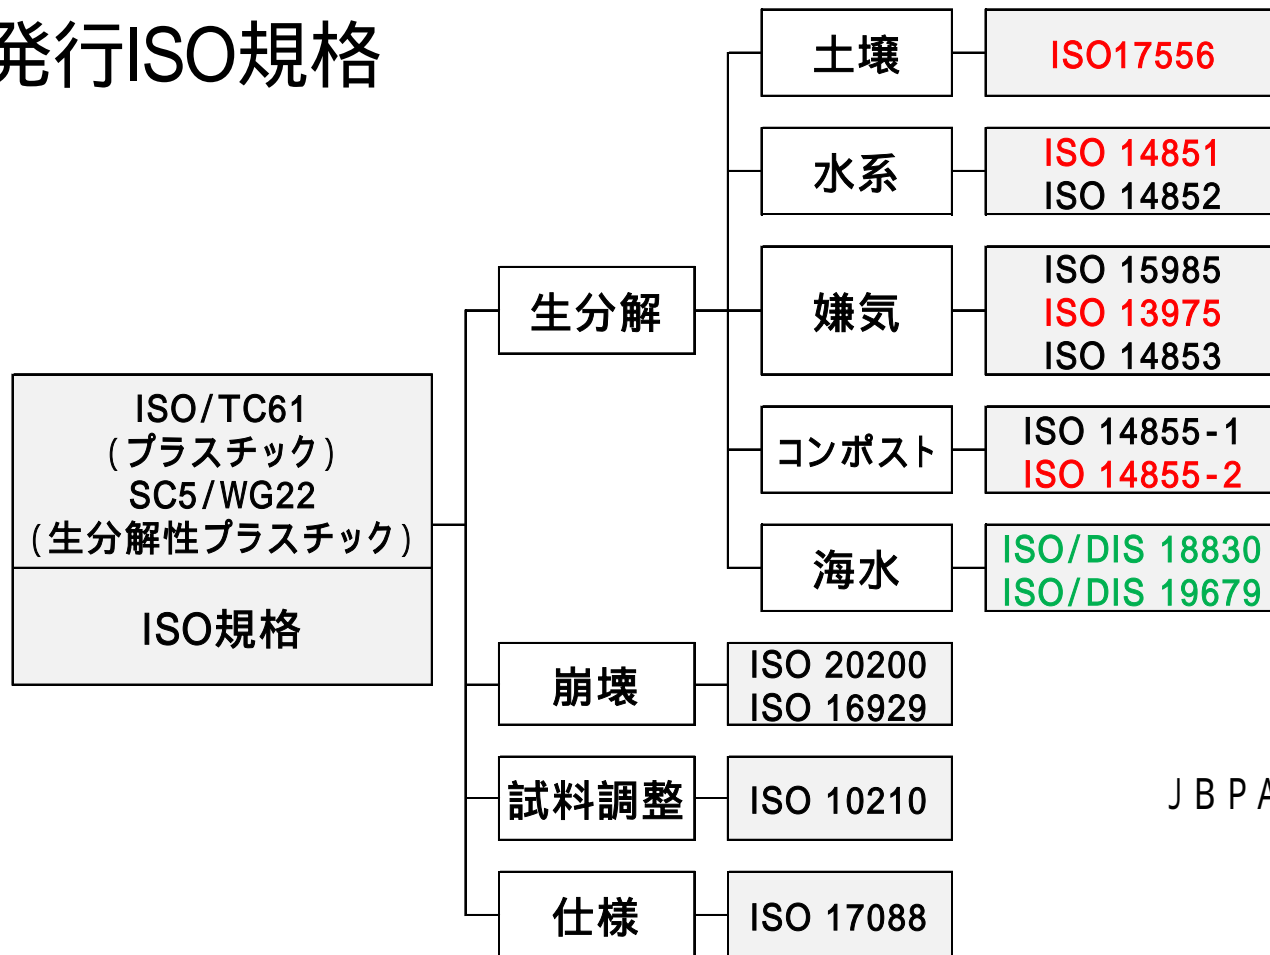 発行ISO規格
ISO/TC61
(プラスチック)
SC5/WG22
(生分解性プラスチック)
ISO規格
生分解
土壌
ISO17556
水系
ISO 14851
ISO 14852
嫌気
ISO 15985
ISO 13975
ISO 14853
コンポスト
ISO 14855-1
ISO 14855-2
海水
ISO/DIS 18830
ISO/DIS 19679
崩壊
ISO 20200
ISO 16929
試料調整
ISO 10210
仕様
ISO 17088
JBPA